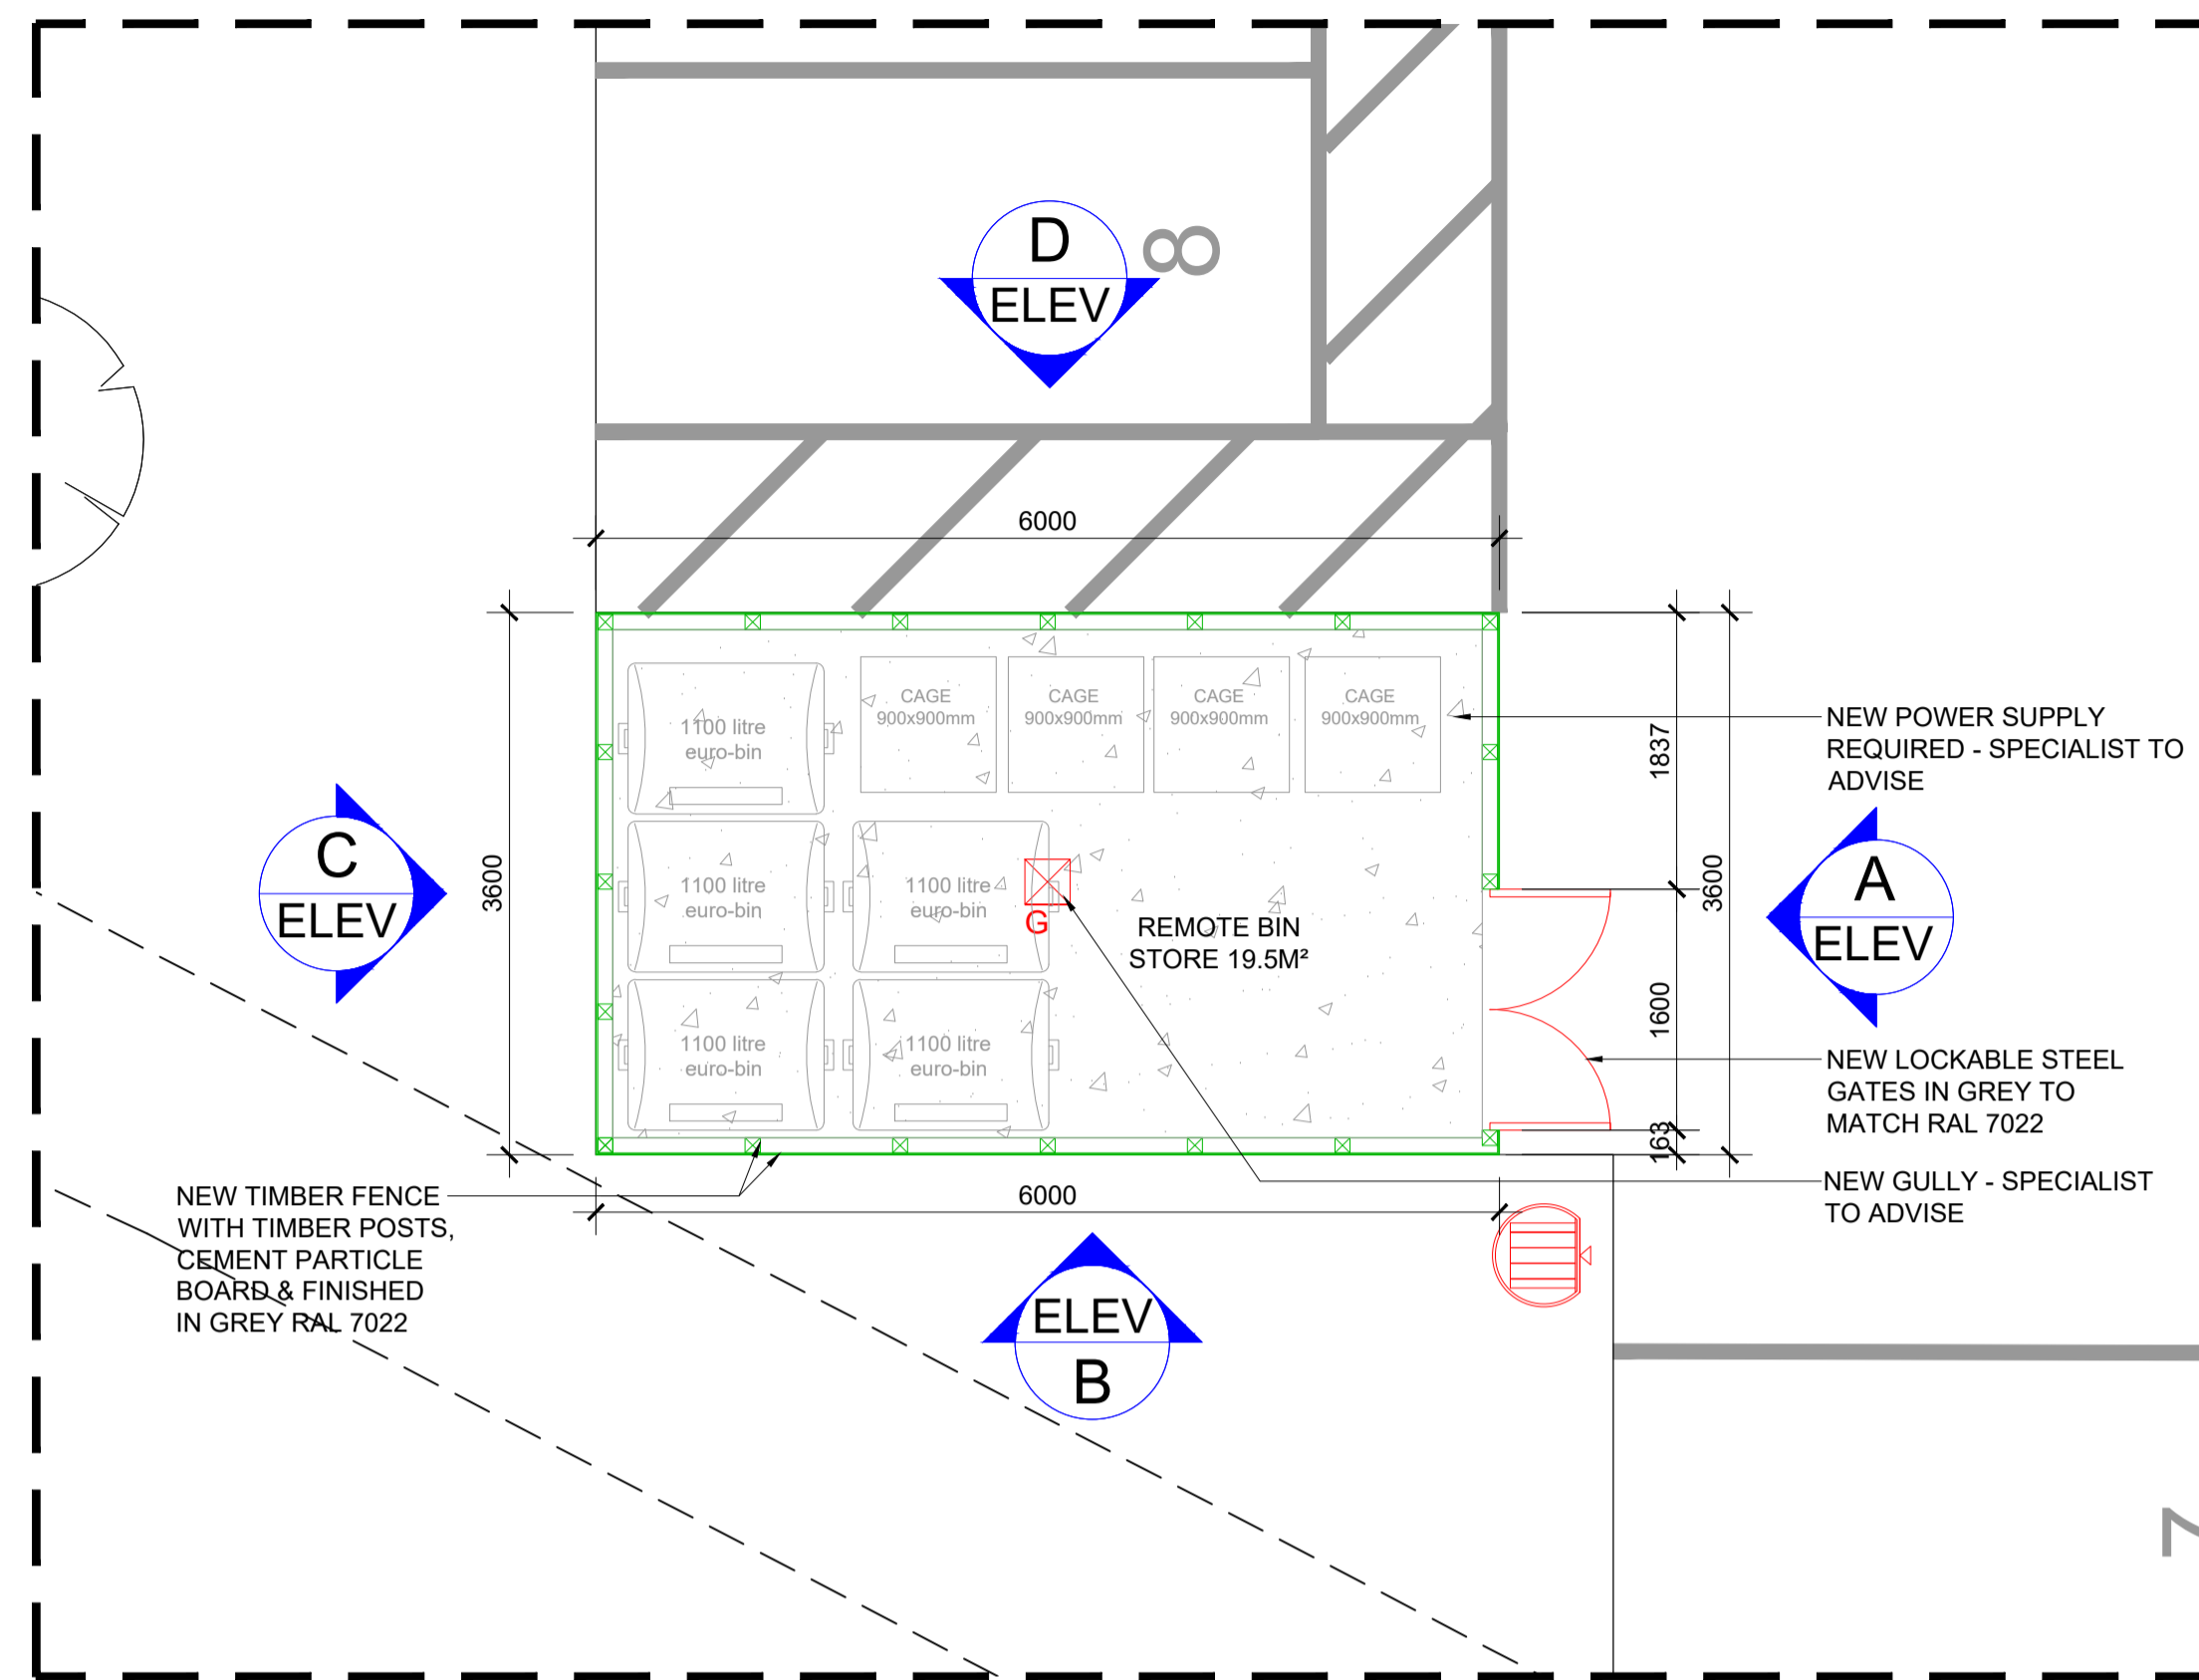 D
ELEV
8
6000
3600
1837
3600
1600
163
1100 litre
euro-bin
CAGE
900x900mm
CAGE
900x900mm
CAGE
900x900mm
CAGE
900x900mm
NEW POWER SUPPLY
REQUIRED - SPECIALIST TO
ADVISE
C
ELEV
1100 litre
euro-bin
1100 litre
euro-bin
G
REMOTE BIN
STORE 19.5M²
A
ELEV
1100 litre
euro-bin
1100 litre
euro-bin
NEW LOCKABLE STEEL
GATES IN GREY TO
MATCH RAL 7022
NEW GULLY - SPECIALIST
TO ADVISE
NEW TIMBER FENCE
WITH TIMBER POSTS,
CEMENT PARTICLE
BOARD & FINISHED
IN GREY RAL 7022
6000
ELEV
B
7